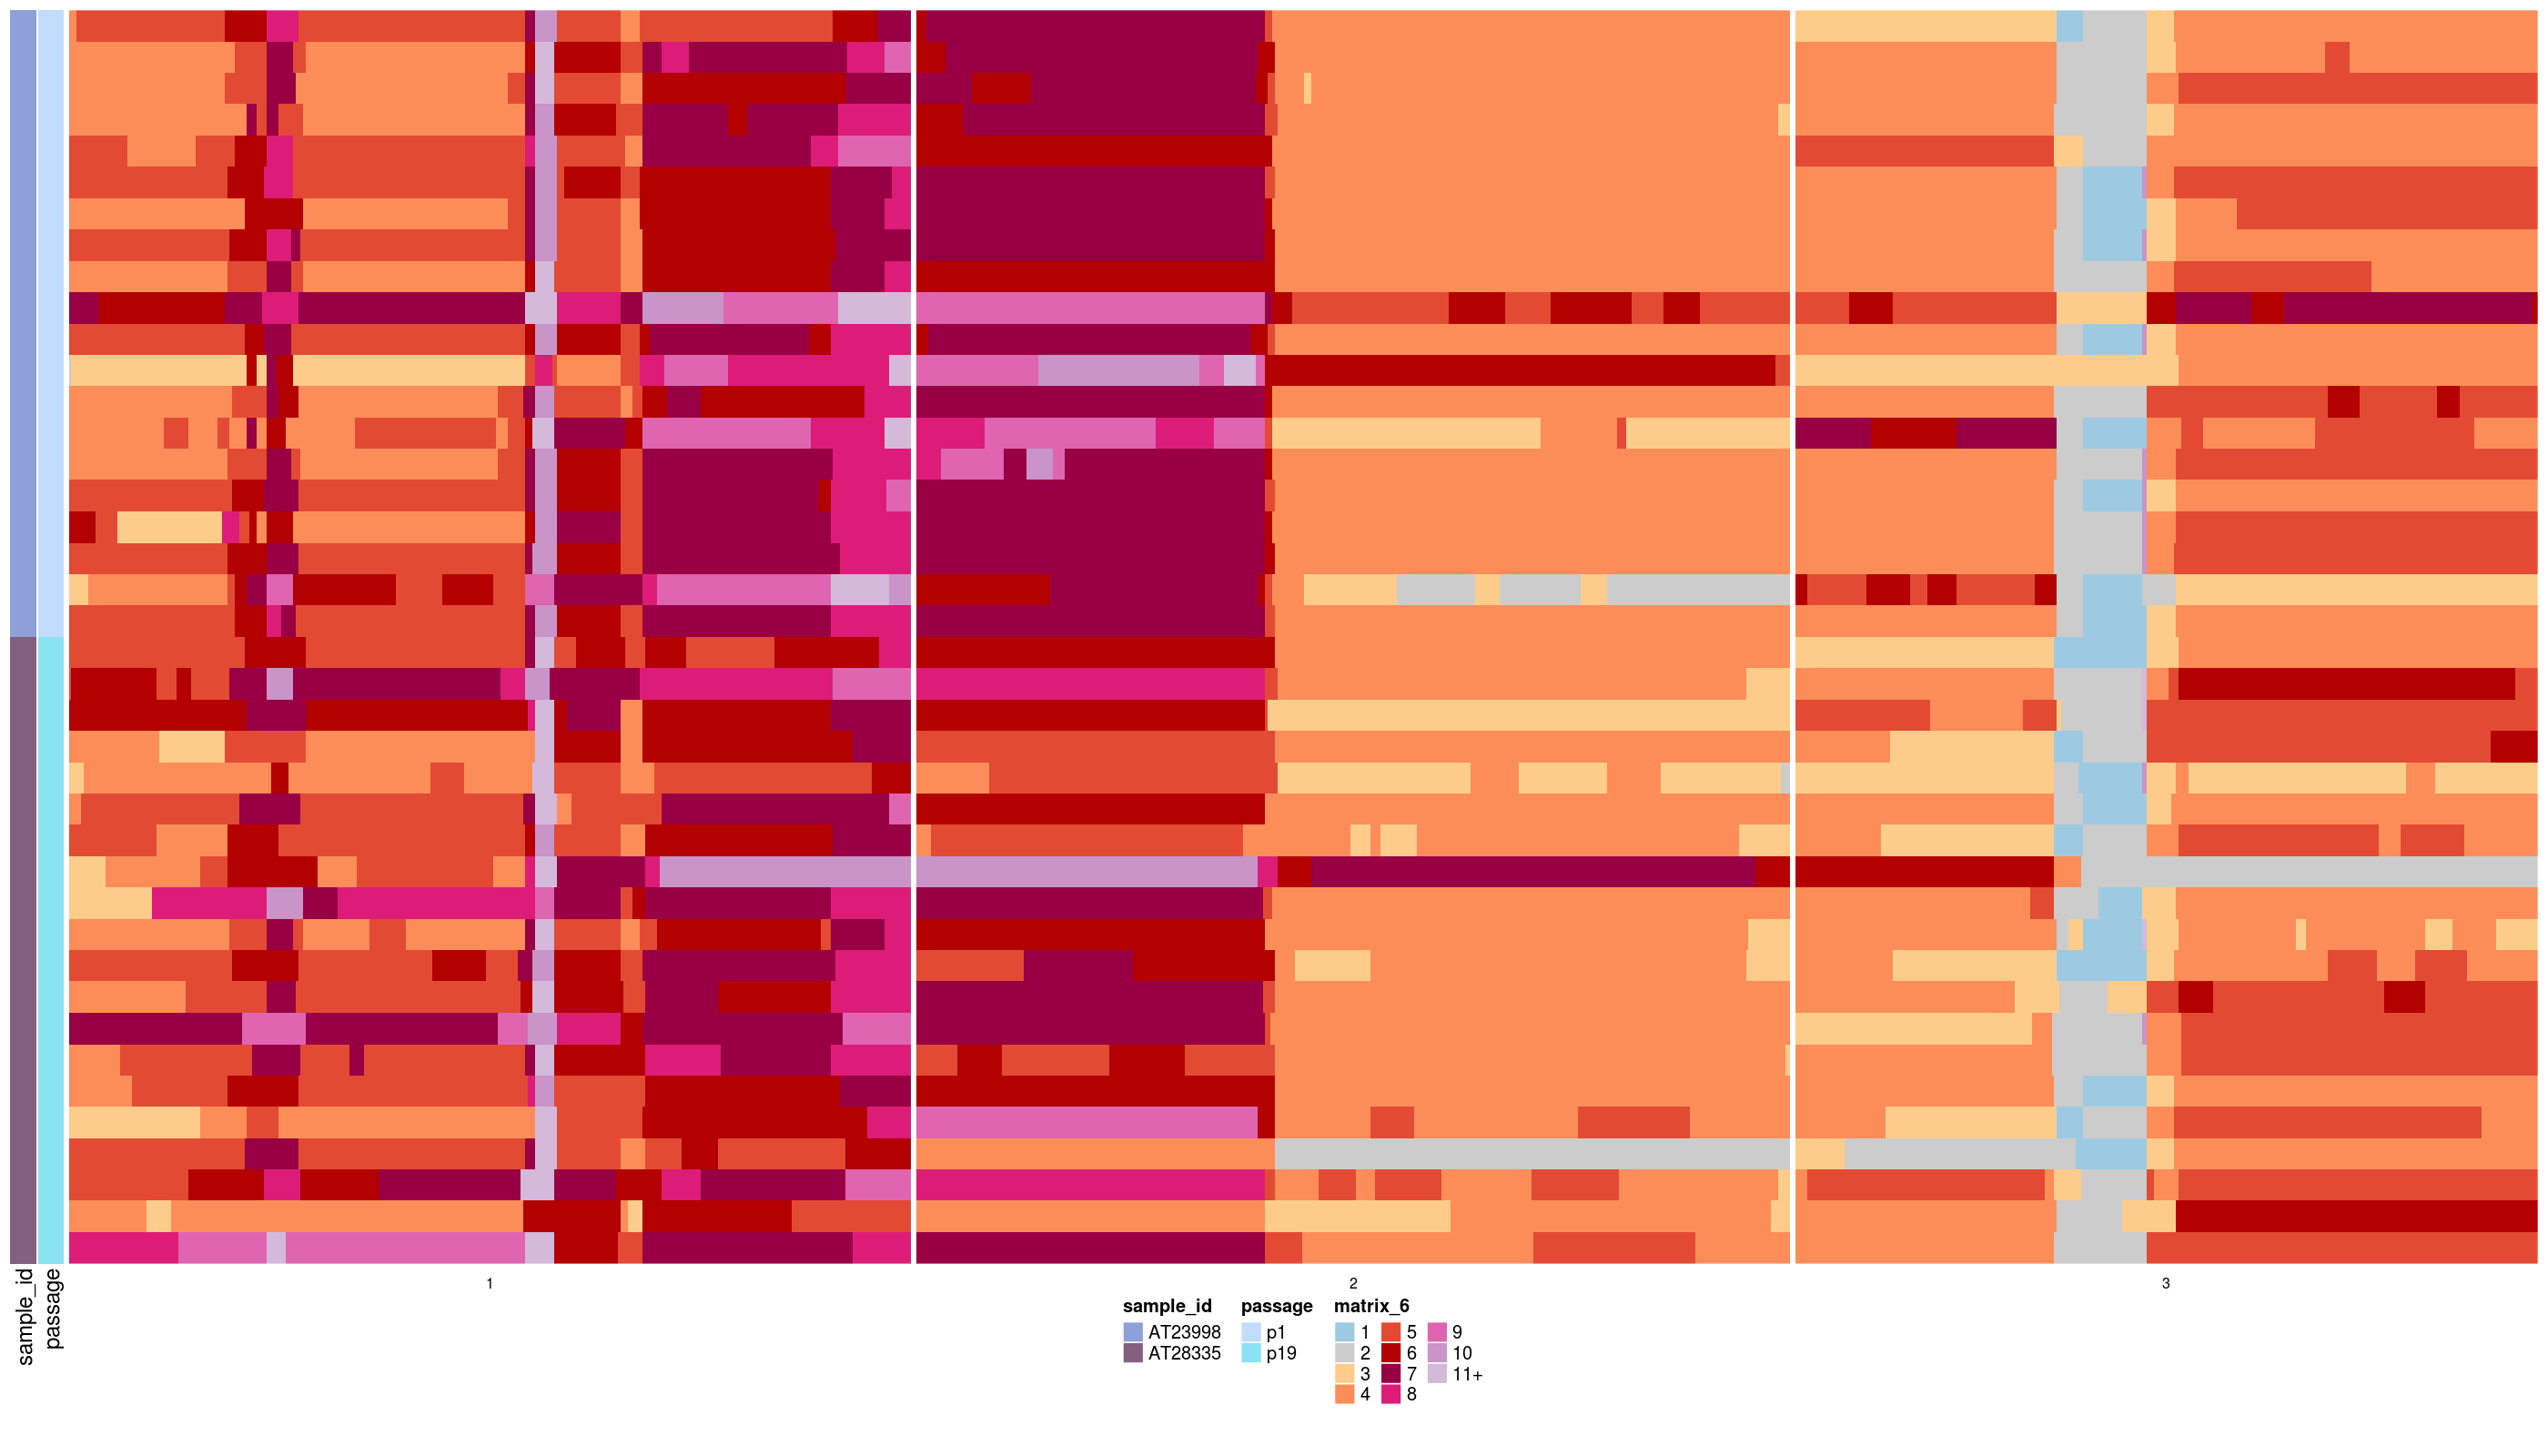 sample_id
passage
1 2 3
sample_id passage matrix_6
AT23998 p1 1 5 9
AT28335 p19 2 6 10
3 7 11+
4 8